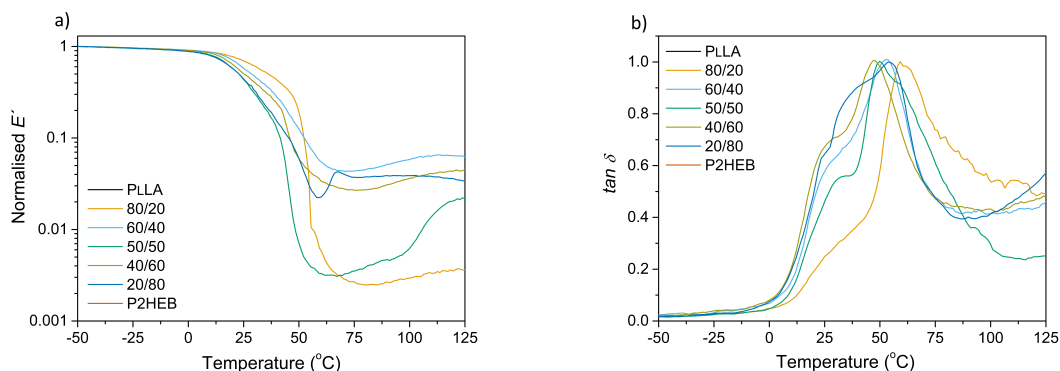 a)
Normalised E´
1
0.1
0.01
0.001
PLLA
80/20
60/40
50/50
40/60
20/80
P2HEB
-50 -25 0 25 50 75 100 125
Temperature (°C)
b)
tan δ
1.2
1.0
0.8
0.6
0.4
0.2
0.0
PLLA
80/20
60/40
50/50
40/60
20/80
P2HEB
-50 -25 0 25 50 75 100 125
Temperature (°C)